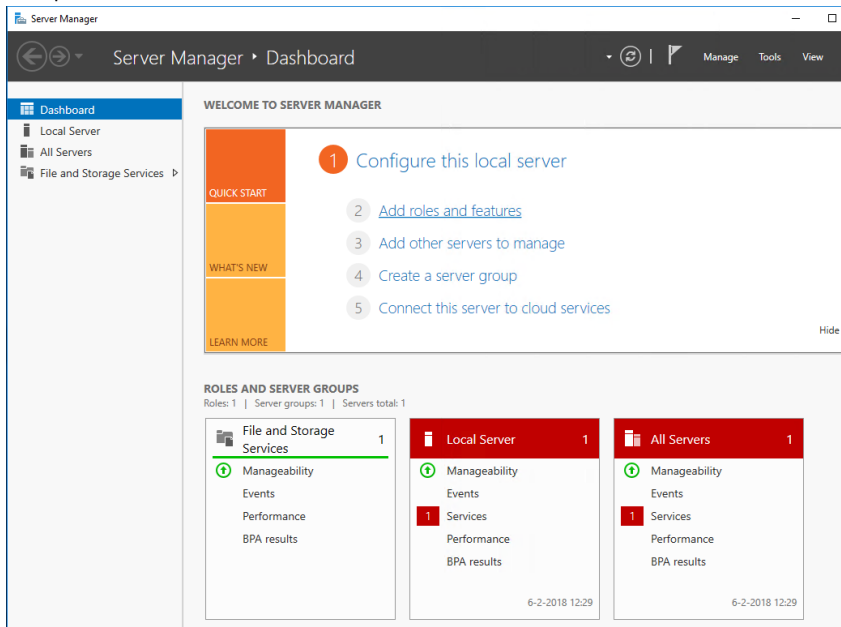 Server Manager
Server Manager • Dashboard
Manage Tools View
Dashboard
Local Server
All Servers
File and Storage Services
WELCOME TO SERVER MANAGER
QUICK START
WHAT'S NEW
LEARN MORE
1 Configure this local server
2 Add roles and features
3 Add other servers to manage
4 Create a server group
5 Connect this server to cloud services
Hide
ROLES AND SERVER GROUPS
Roles: 1 | Server groups: 1 | Servers total: 1
File and Storage
Services 1
Manageability
Events
Performance
BPA results
Local Server 1
Manageability
Events
1 Services
Performance
BPA results
6-2-2018 12:29
All Servers 1
Manageability
Events
1 Services
Performance
BPA results
6-2-2018 12:29